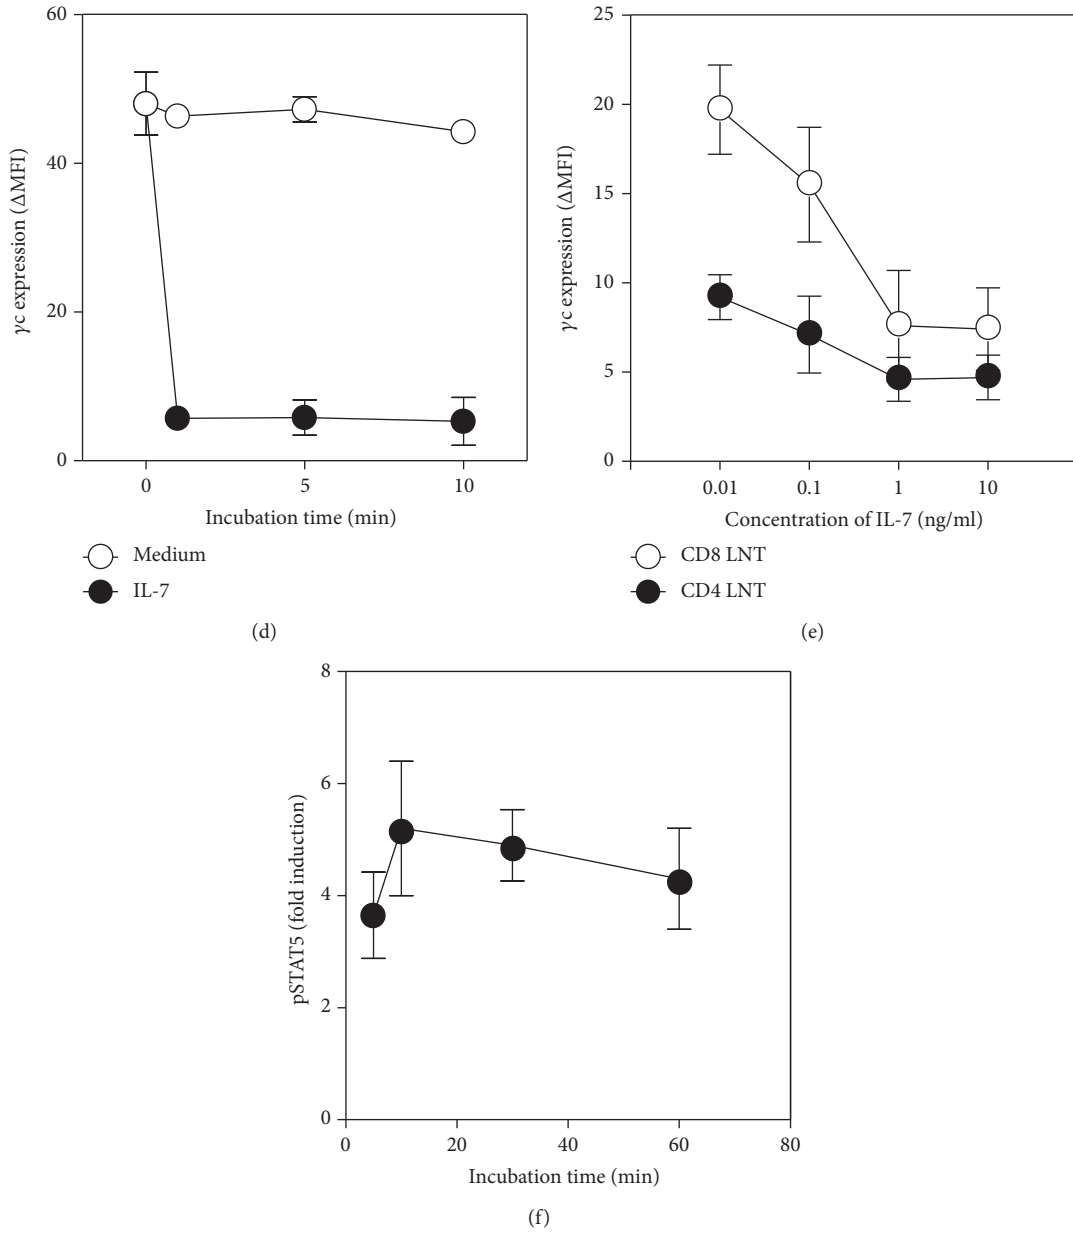 60
40
20
0
γc expression (ΔMFI)
0 5 10
Incubation time (min)
Medium
IL-7
(d)
25
20
15
10
5
0
γc expression (ΔMFI)
0.01 0.1 1 10
Concentration of IL-7 (ng/ml)
CD8 LNT
CD4 LNT
(e)
8
6
4
2
0
pSTAT5 (fold induction)
0 20 40 60 80
Incubation time (min)
(f)